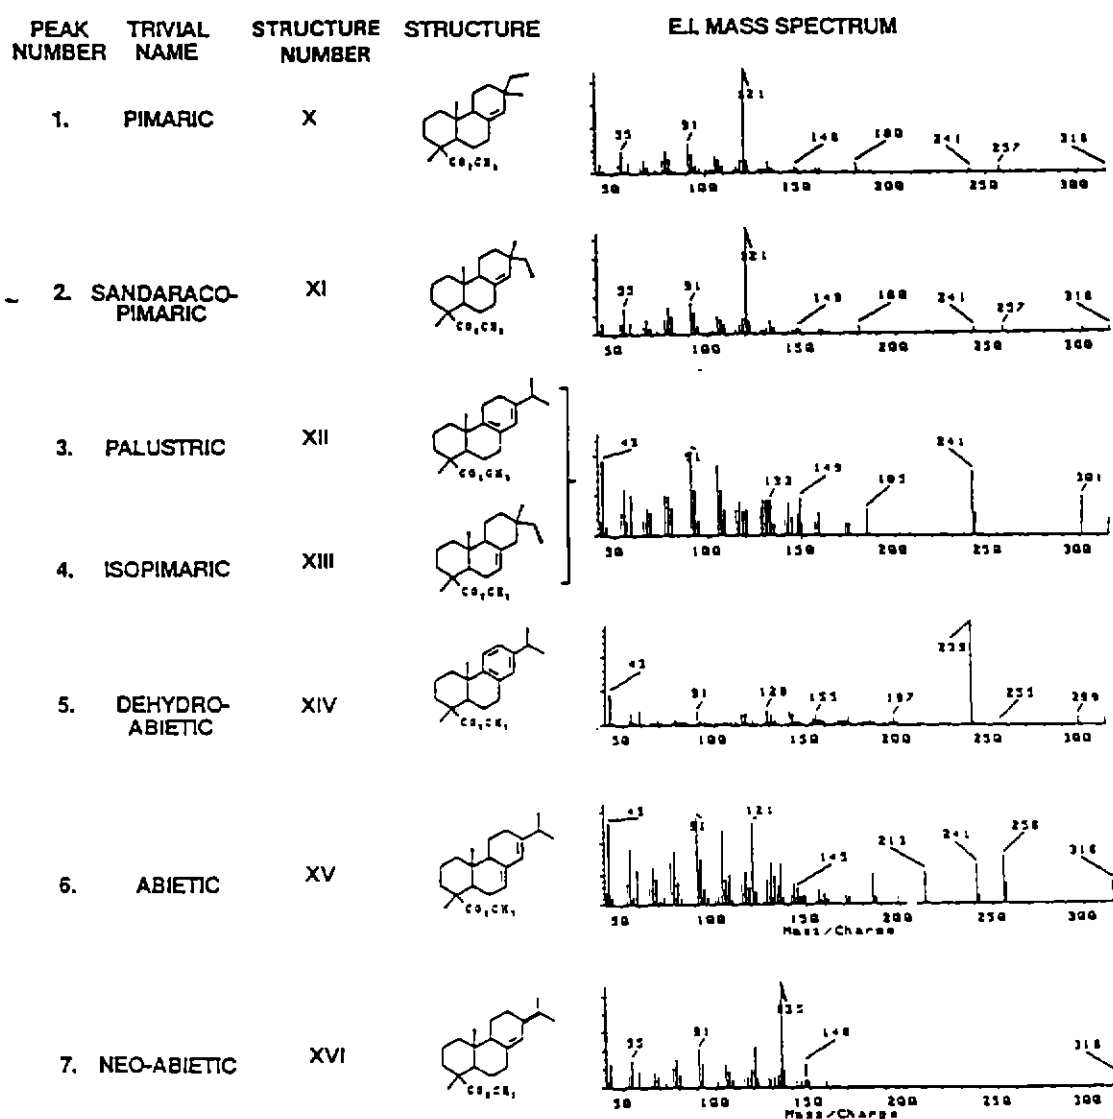 PEAK NUMBER TRIVIAL NAME STRUCTURE NUMBER STRUCTURE E.I. MASS SPECTRUM
1. PIMARIC X
CO₂CH₃
55 91 121 148 180 241 257 316
100 150 200 250 300
2. SANDARACO-PIMARIC XI
CO₂CH₃
55 91 121 149 180 241 257 316
50 100 150 200 250 300
3. PALUSTRIC XII
CO₂CH₃
43 91 133 149 185 241 301
50 100 150 200 250 300
4. ISOPIMARIC XIII
CO₂CH₃
5. DEHYDRO-ABIETIC XIV
CO₂CH₃
43 91 128 155 197 239 255 299
50 100 150 200 250 300
6. ABIETIC XV
CO₂CH₃
43 91 121 145 213 241 256 316
50 100 150 200 250 300
Mass/Charge
7. NEO-ABIETIC XVI
CO₂CH₃
55 91 135 148 316
50 100 150 200 250 300
Mass/Charge